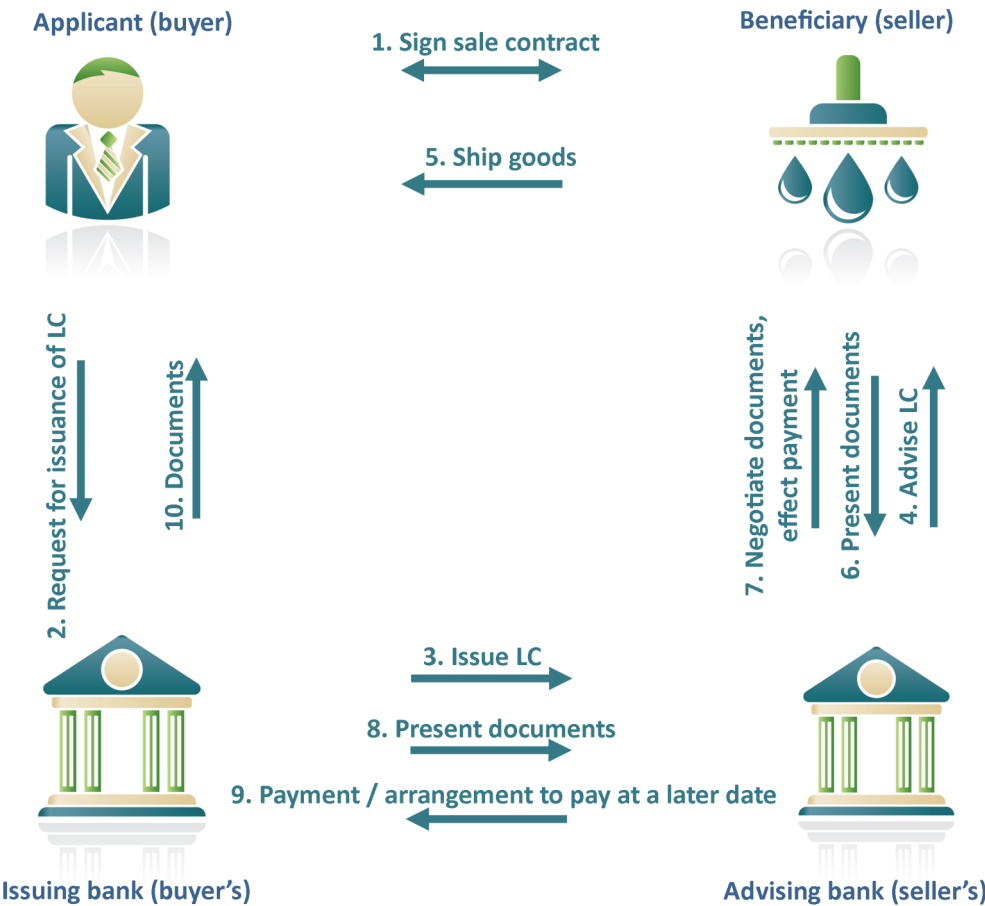 Applicant (buyer)
Beneficiary (seller)
1. Sign sale contract
5. Ship goods
2. Request for issuance of LC
10. Documents
7. Negotiate documents,
effect payment
6. Present documents
4. Advise LC
3. Issue LC
8. Present documents
9. Payment / arrangement to pay at a later date
Issuing bank (buyer's)
Advising bank (seller's)